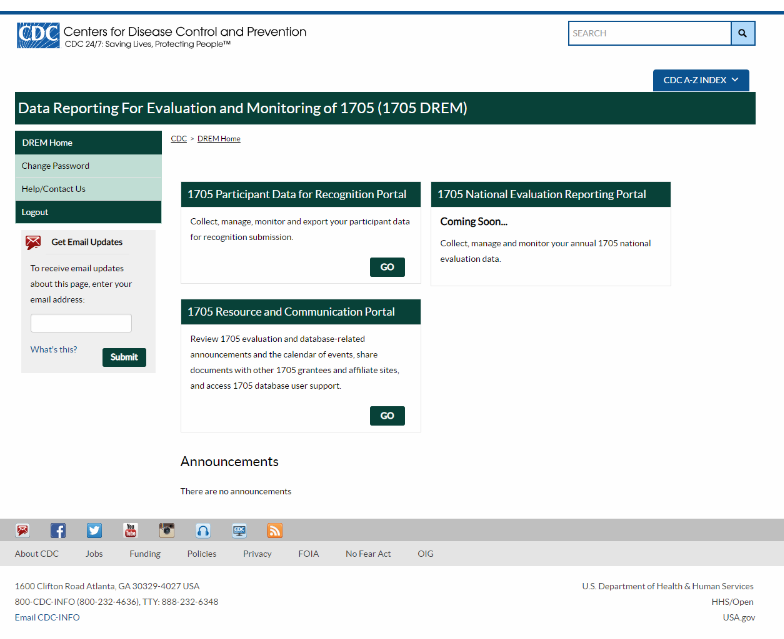 CDC Centers for Disease Control and Prevention
CDC 24/7: Saving Lives, Protecting People™
SEARCH
CDC A-Z INDEX
Data Reporting For Evaluation and Monitoring of 1705 (1705 DREM)
DREM Home
Change Password
Help/Contact Us
Logout
Get Email Updates
To receive email updates
about this page, enter your
email address:
What's this?
Submit
CDC > DREM Home
1705 Participant Data for Recognition Portal
Collect, manage, monitor and export your participant data
for recognition submission.
GO
1705 National Evaluation Reporting Portal
Coming Soon...
Collect, manage and monitor your annual 1705 national
evaluation data.
1705 Resource and Communication Portal
Review 1705 evaluation and database-related
announcements and the calendar of events, share
documents with other 1705 grantees and affiliate sites,
and access 1705 database user support.
GO
Announcements
There are no announcements
You Tube
CDC
About CDC Jobs Funding Policies Privacy FOIA No Fear Act OIG
1600 Clifton Road Atlanta, GA 30329-4027 USA
800-CDC-INFO (800-232-4636), TTY: 888-232-6348
Email CDC-INFO
U.S. Department of Health & Human Services
HHS/Open
USA.gov